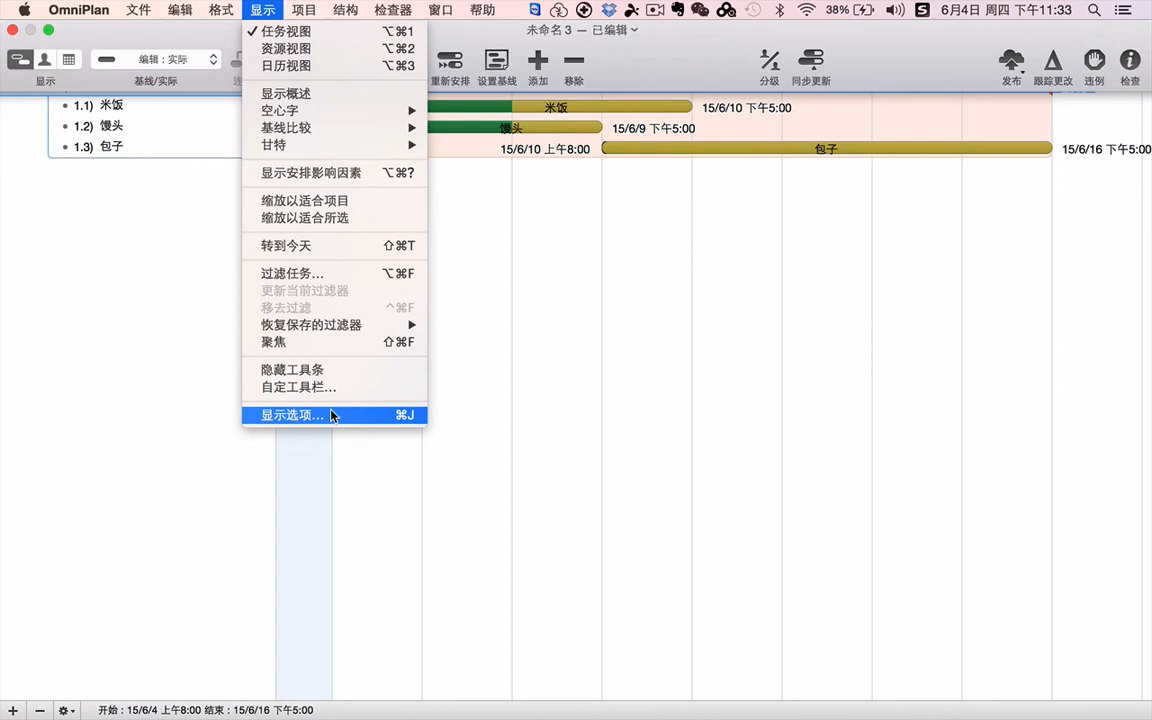 OmniPlan 文件 编辑 格式 显示 项目 结构 检查器 窗口 帮助 38% 6月4日 周四 下午11:33
未命名 3 — 已编辑
编辑 : 实际
显示 基线/实际 重新安排 设置基线 添加 移除 分级 同步更新 发布 跟踪更改 违例 检查
1.1) 米饭
1.2) 馒头
1.3) 包子
✓ 任务视图 ⌥⌘1
资源视图 ⌥⌘2
日历视图 ⌥⌘3
显示概述
空心字 ▶
基线比较 ▶
甘特 ▶
显示安排影响因素 ⌥⌘?
缩放以适合项目
缩放以适合所选
转到今天 ⇧⌘T
过滤任务... ⌥⌘F
更新当前过滤器
移去过滤 ^⌘F
恢复保存的过滤器 ▶
聚焦 ⇧⌘F
隐藏工具条
自定工具栏...
显示选项... ⌘J
米饭 15/6/10 下午5:00
馒头 15/6/9 下午5:00
15/6/10 上午8:00 包子 15/6/16 下午5:00
开始 : 15/6/4 上午8:00 结束 : 15/6/16 下午5:00